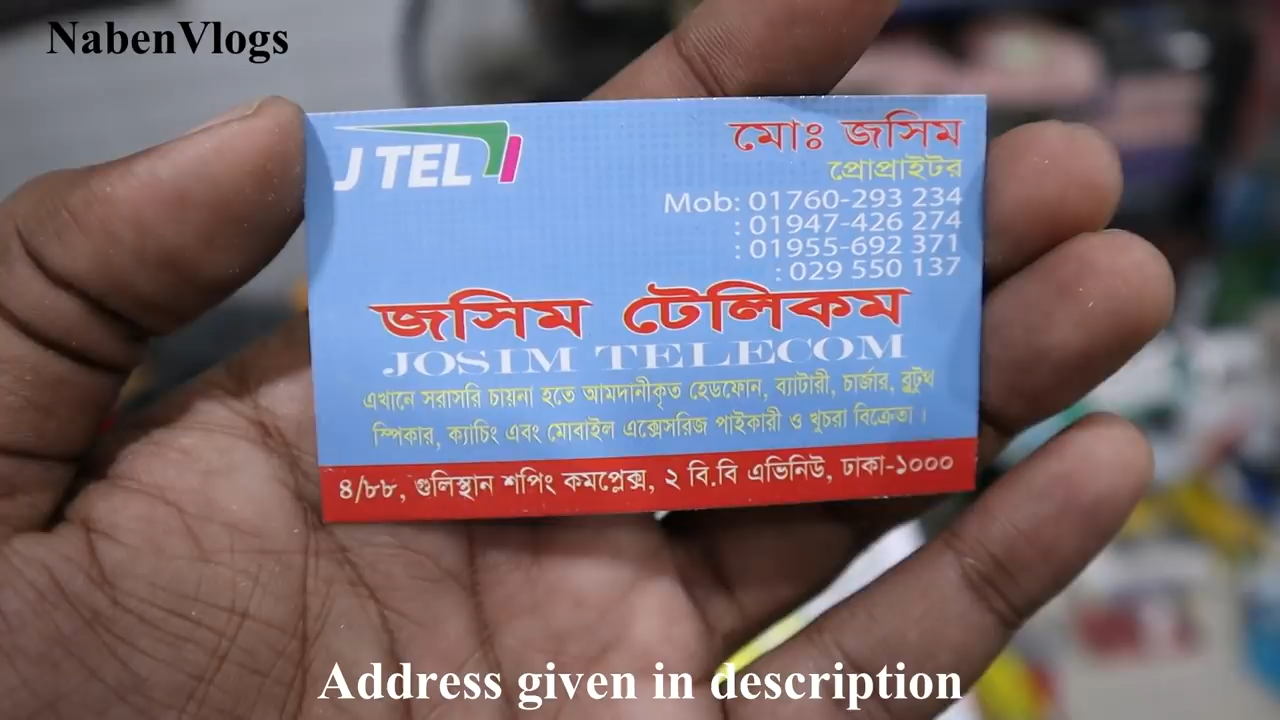 NabenVlogs
J TEL
মোঃ জসিম
প্রোপ্রাইটর
Mob: 01760-293 234
: 01947-426 274
: 01955-692 371
: 029 550 137
জসিম টেলিকম
JOSIM TELECOM
এখানে সরাসরি চায়না হতে আমদানীকৃত হেডফোন, ব্যাটারী, চার্জার, ব্লুটুথ
স্পিকার, ক্যাচিং এবং মোবাইল এক্সেসরিজ পাইকারী ও খুচরা বিক্রেতা।
৪/৮৮, গুলিস্থান শপিং কমপ্লেক্স, ২ বি.বি এভিনিউ, ঢাকা-১০০০
Address given in description